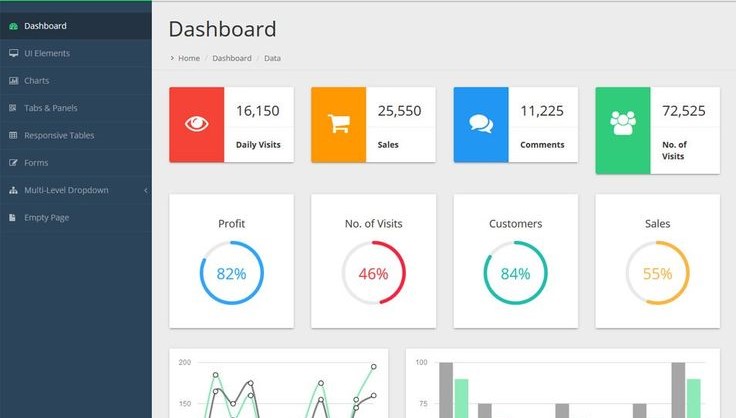 Dashboard
UI Elements
Charts
Tabs & Panels
Responsive Tables
Forms
Multi-Level Dropdown
Empty Page
Dashboard
Home / Dashboard / Data
16,150
Daily Visits
25,550
Sales
11,225
Comments
72,525
No. of
Visits
Profit
82%
No. of Visits
46%
Customers
84%
Sales
55%
200
150
100
75